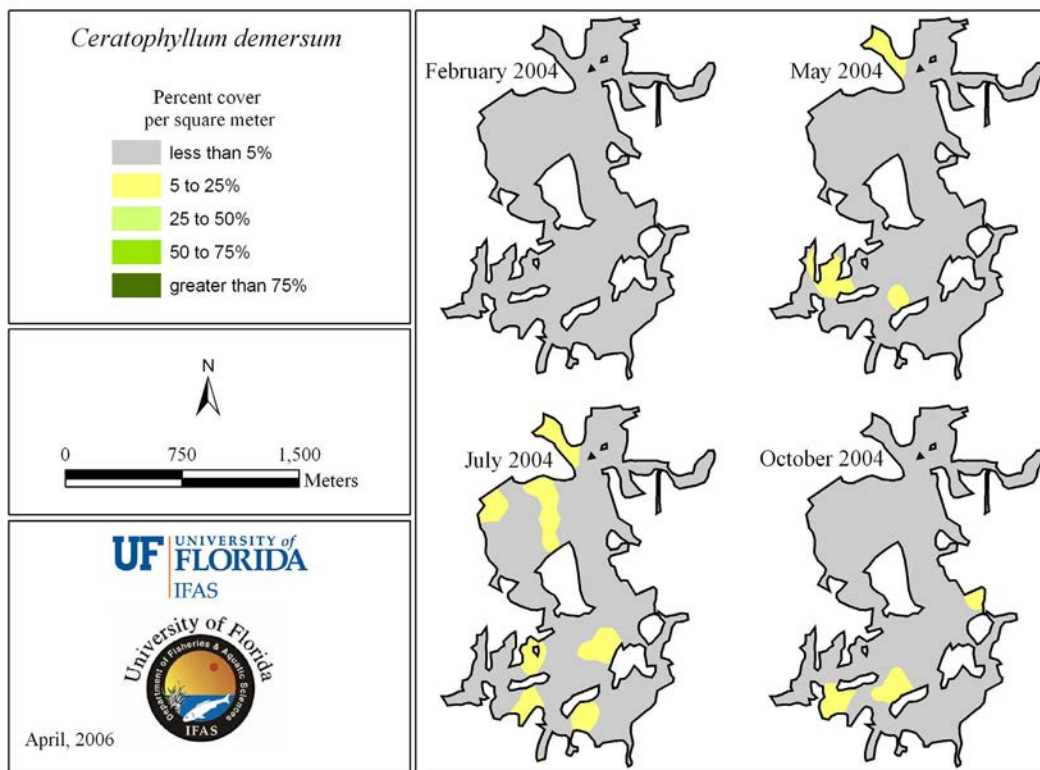 Ceratophyllum demersum
Percent cover
per square meter
less than 5%
5 to 25%
25 to 50%
50 to 75%
greater than 75%
N
0 750 1,500
Meters
UF UNIVERSITY of
FLORIDA
IFAS
University of Florida
Department of Fisheries & Aquatic Sciences
IFAS
April, 2006
February 2004
May 2004
July 2004
October 2004